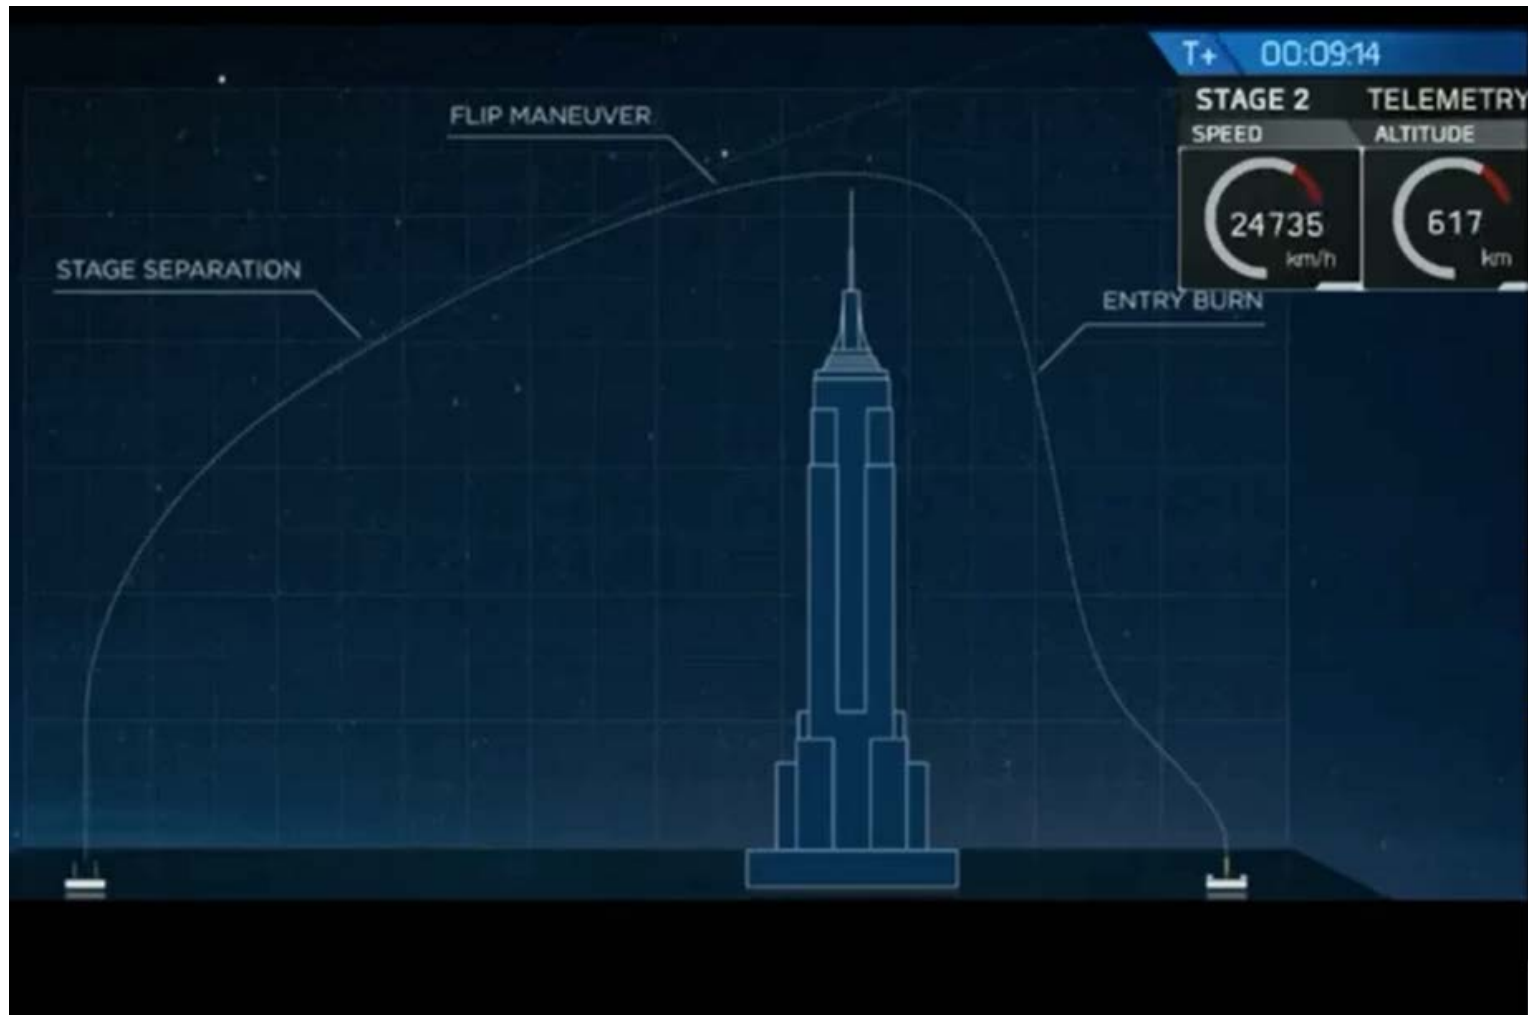 T+ 00:09:14
STAGE 2 TELEMETRY
SPEED ALTITUDE
24735 617
km/h km
FLIP MANEUVER
STAGE SEPARATION
ENTRY BURN